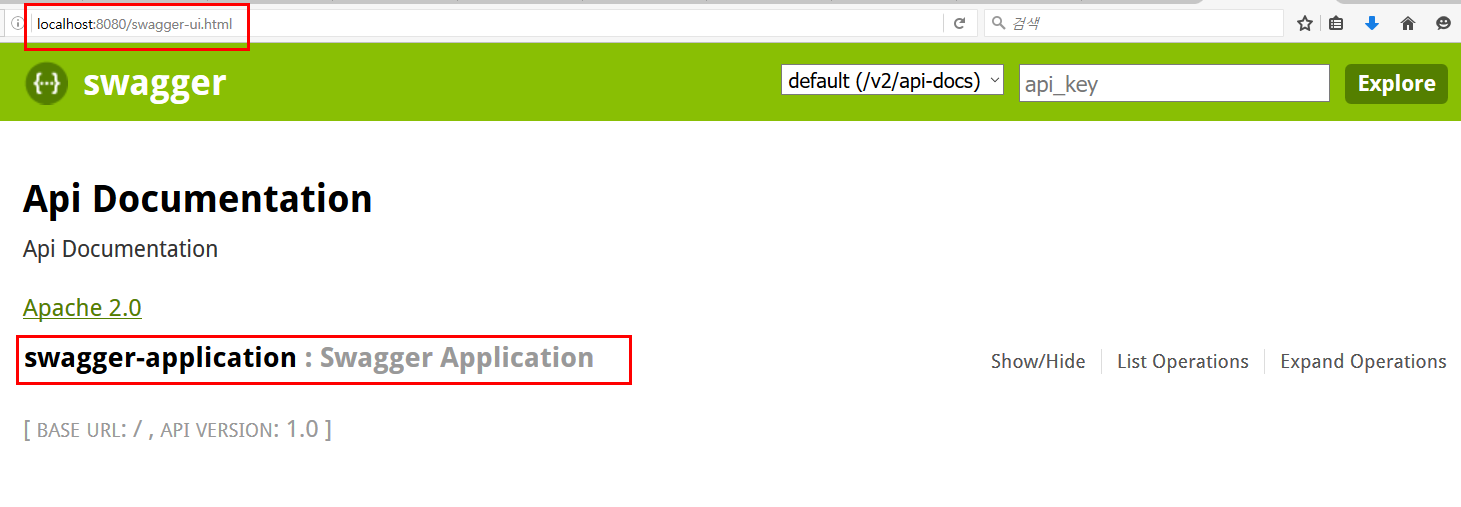 localhost:8080/swagger-ui.html 검색
{···} swagger default (/v2/api-docs) api_key Explore
Api Documentation
Api Documentation
Apache 2.0
swagger-application : Swagger Application Show/Hide List Operations Expand Operations
[ BASE URL: / , API VERSION: 1.0 ]